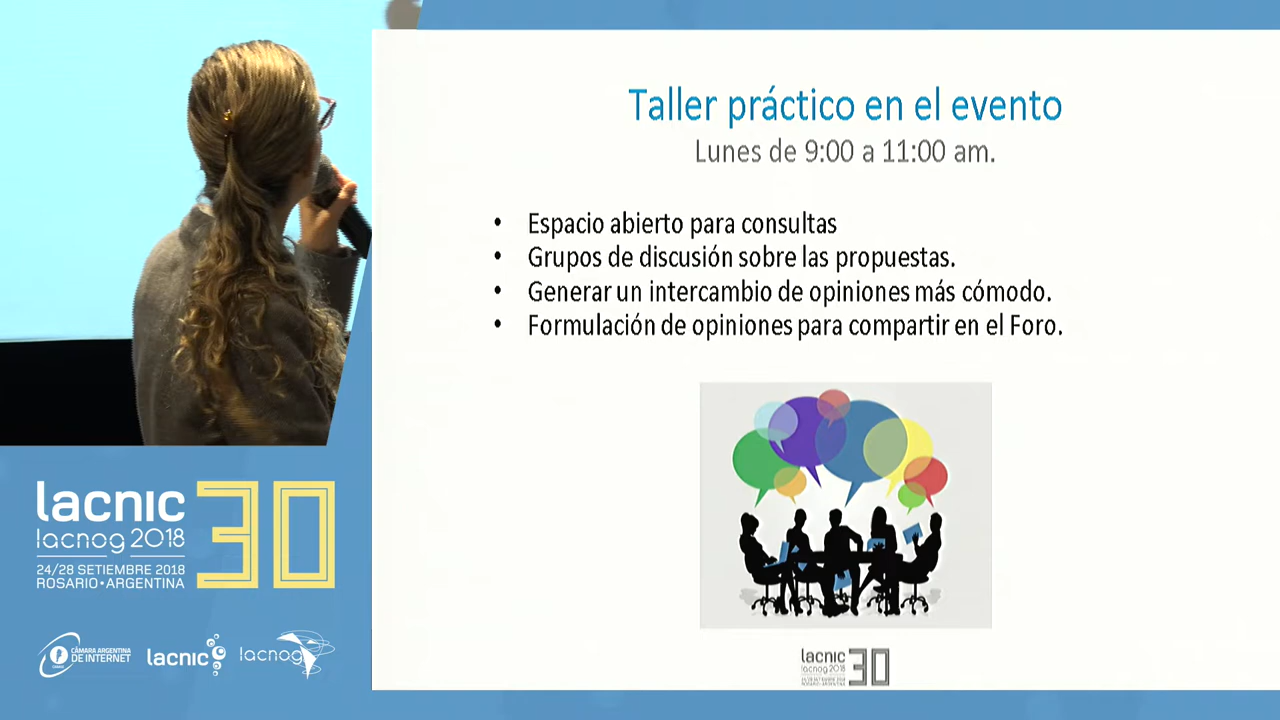 Taller práctico en el evento
Lunes de 9:00 a 11:00 am.
• Espacio abierto para consultas
• Grupos de discusión sobre las propuestas.
• Generar un intercambio de opiniones más cómodo.
• Formulación de opiniones para compartir en el Foro.
lacnic 30
lacnog 2018
24/28 SETIEMBRE 2018
ROSARIO•ARGENTINA
CÁMARA ARGENTINA
DE INTERNET
lacnic
lacnog
lacnic 30
lacnog 2018